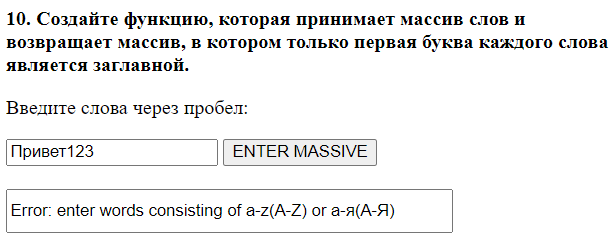 10. Создайте функцию, которая принимает массив слов и
возвращает массив, в котором только первая буква каждого слова
является заглавной.
Введите слова через пробел:
Привет123 ENTER MASSIVE
Error: enter words consisting of a-z(A-Z) or а-я(А-Я)